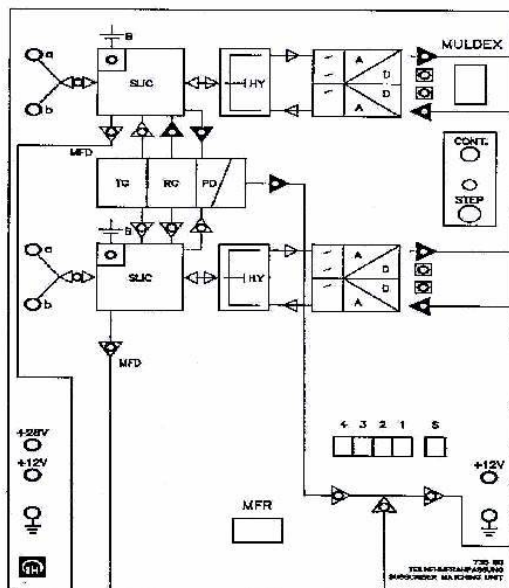 B
a
SLIC
HY
A
D
D
A
MULDEX
b
MFD
CONT.
STEP
TG RG PD
B
a
SLIC
HY
A
D
D
A
b
MFD
+28V
+12V
4 3 2 1 S
+12V
MFR
TEILNEHMERANPASSUNG
SUBSCRIBER MATCHING UNIT